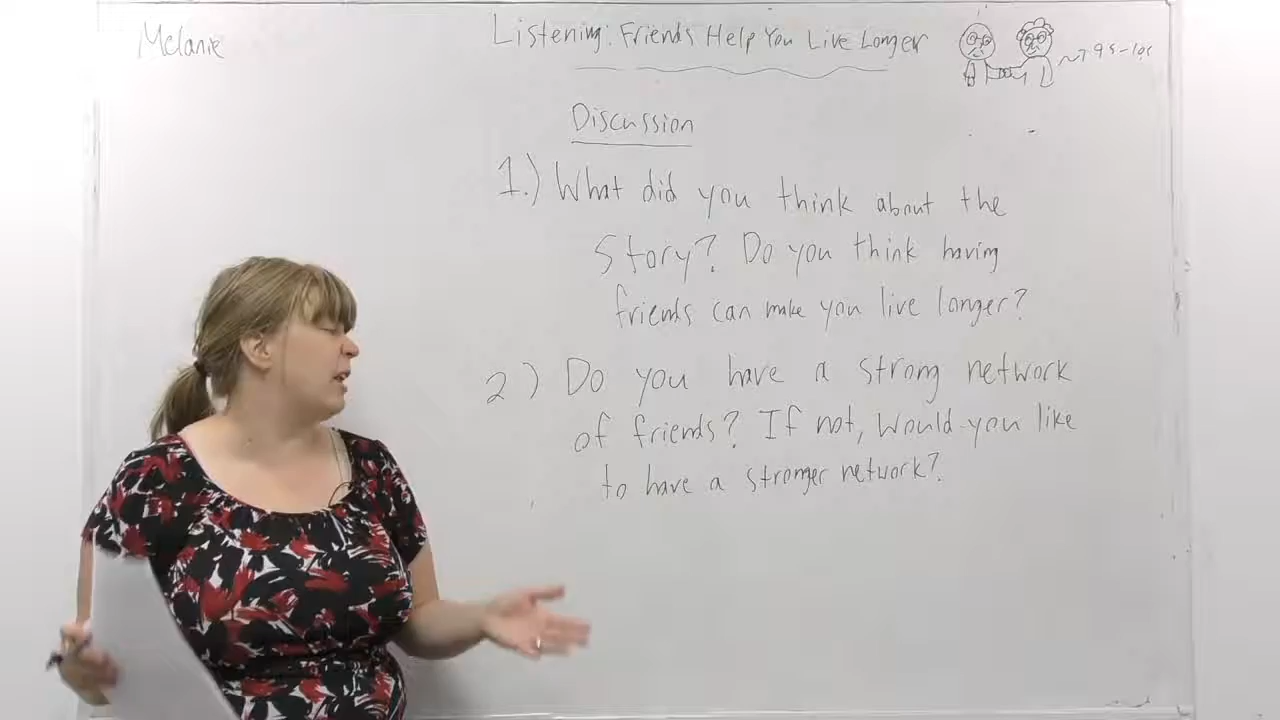 Melanie
Listening: Friends Help You Live Longer
Discussion
1.) What did you think about the
Story? Do you think having
friends can make you live longer?
2) Do you have a strong network
of friends? If not, would you like
to have a stronger network?